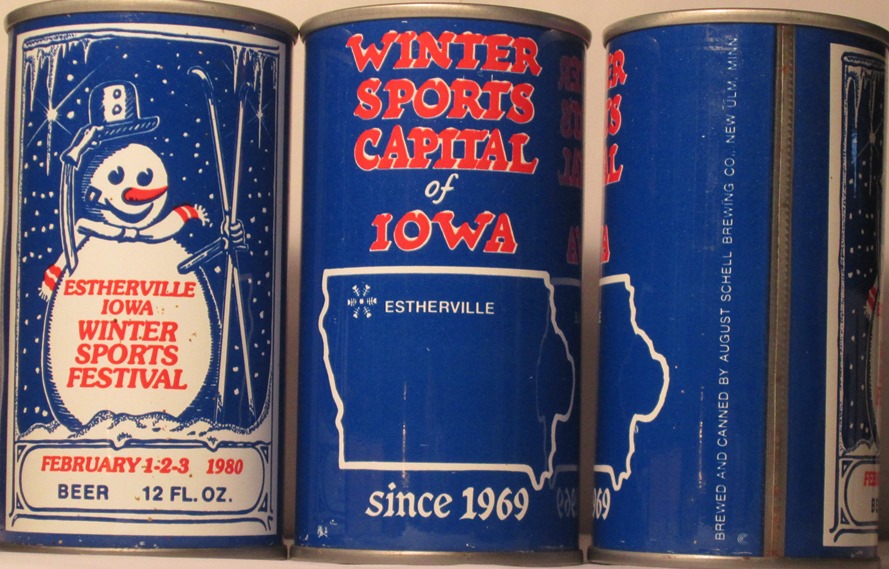 ESTHERVILLE
IOWA
WINTER
SPORTS
FESTIVAL
FEBRUARY 1-2-3 1980
BEER 12 FL. OZ.
WINTER
SPORTS
CAPITAL
of
IOWA
ESTHERVILLE
since 1969
BREWED AND CANNED BY AUGUST SCHELL BREWING CO., NEW ULM, MINN.